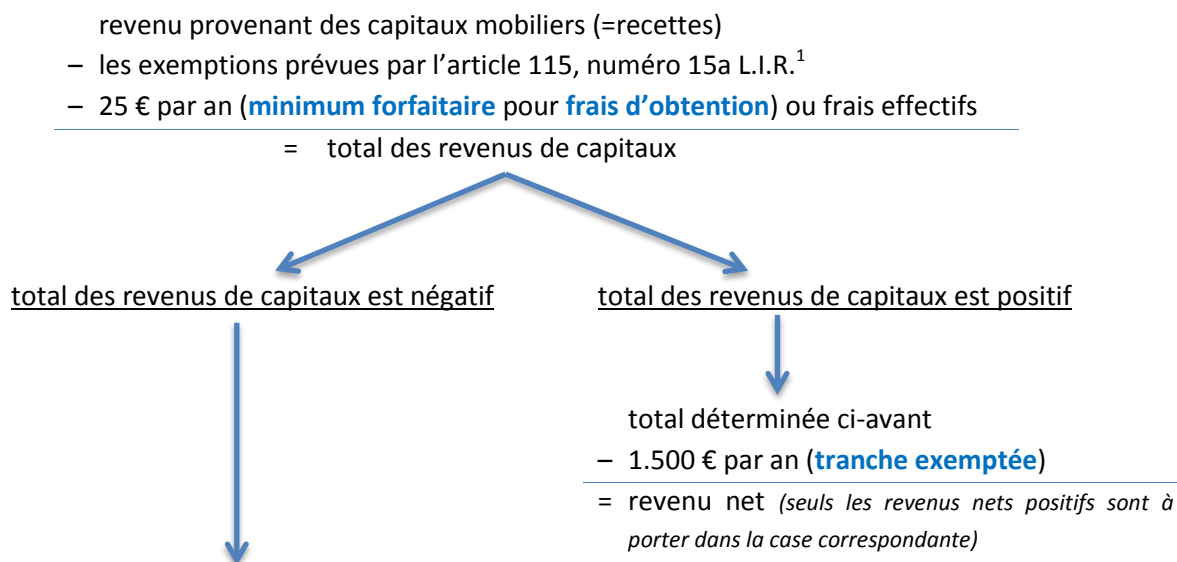 revenu provenant des capitaux mobiliers (=recettes)
– les exemptions prévues par l’article 115, numéro 15a L.I.R.1
– 25 € par an (minimum forfaitaire pour frais d’obtention) ou frais effectifs
= total des revenus de capitaux
total des revenus de capitaux est négatif
total des revenus de capitaux est positif
total déterminée ci-avant
– 1.500 € par an (tranche exemptée)
= revenu net (seuls les revenus nets positifs sont à
porter dans la case correspondante)